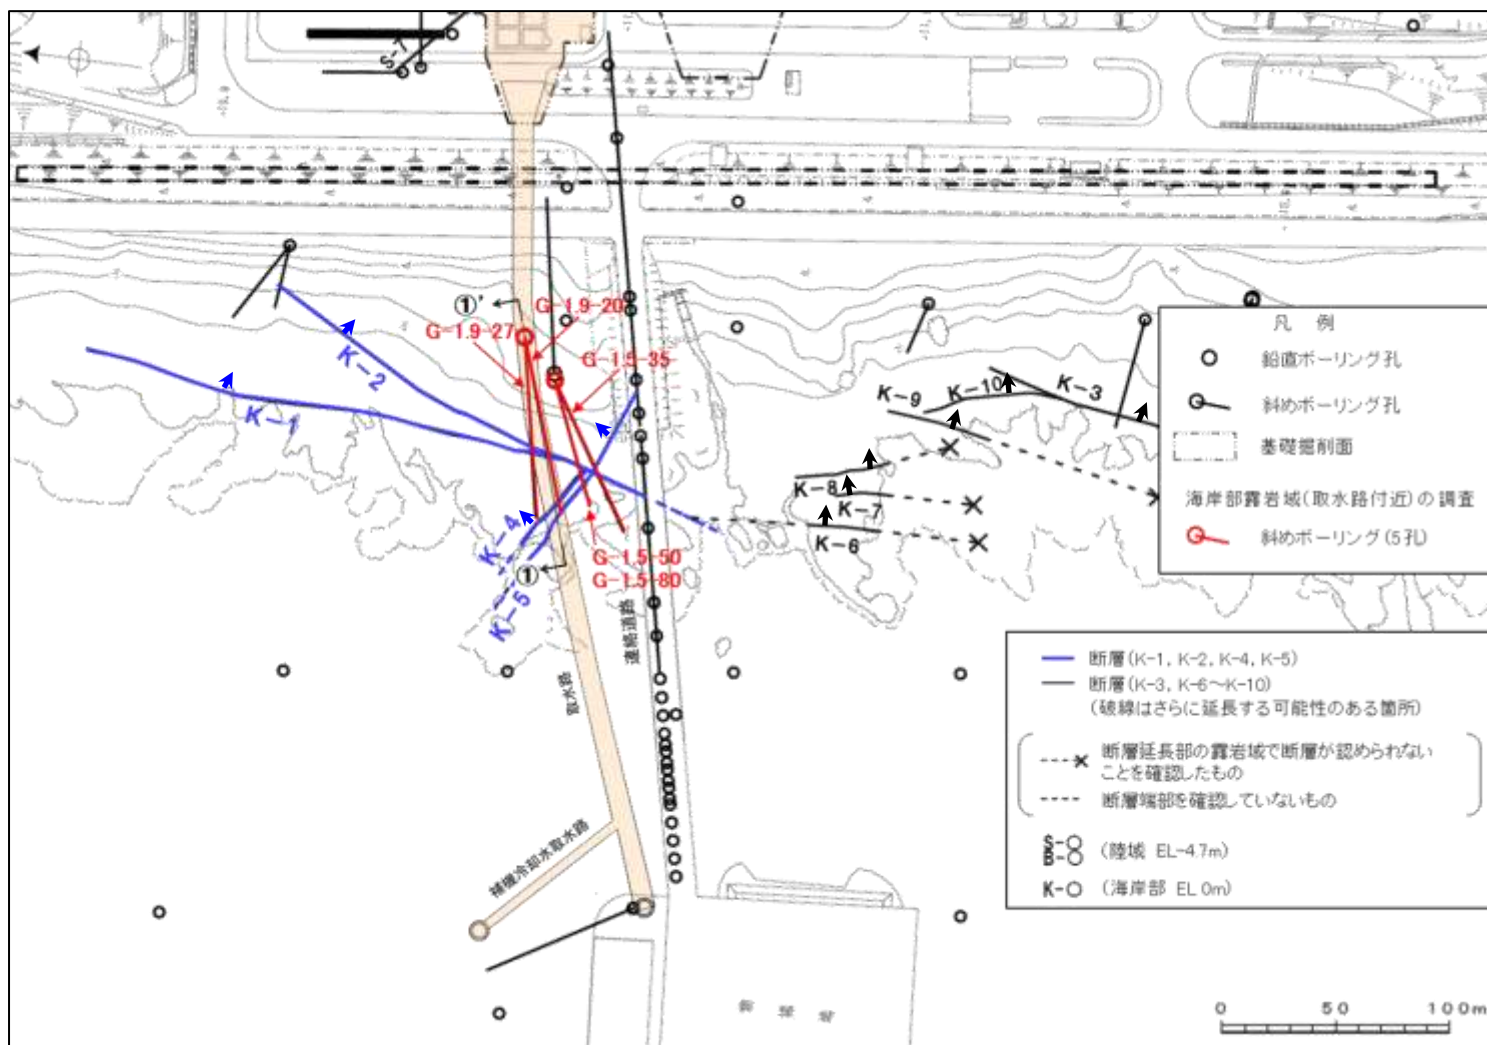 S-7
①'
G-1.9-20
G-1.9-27
G-1.5-35
K-2
K-1
K-4
K-5
①
G-1.5-50
G-1.5-80
連絡道路
取水路
補機冷却水取水路
K-9
K-10
K-3
K-8
K-7
K-6
凡 例
鉛直ボーリング孔
斜めボーリング孔
基礎掘削面
海岸部露岩域(取水路付近)の調査
斜めボーリング(5孔)
断層(K-1, K-2, K-4, K-5)
断層(K-3, K-6〜K-10)
(破線はさらに延長する可能性のある箇所)
断層延長部の露岩域で断層が認められない
ことを確認したもの
断層端部を確認していないもの
S-○
B-○ (陸域 EL-4.7m)
K-○ (海岸部 EL 0m)
0 50 100m